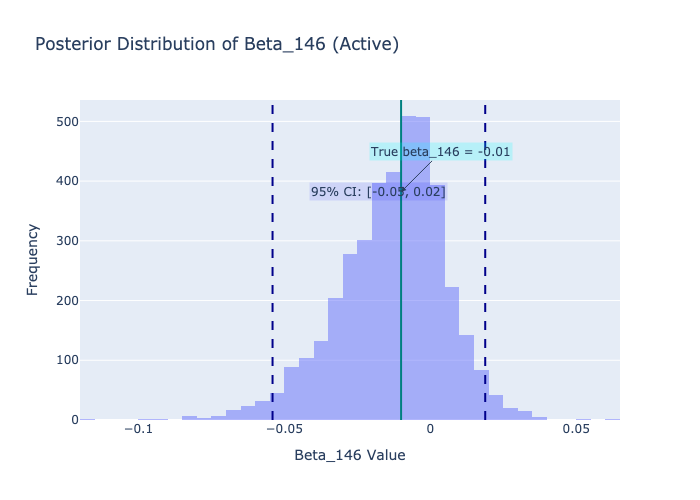 Posterior Distribution of Beta_146 (Active)
500
True beta_146 = -0.01
400
95% CI: [-0.05, 0.02]
300
200
100
0
Frequency
−0.1
−0.05
0
0.05
Beta_146 Value